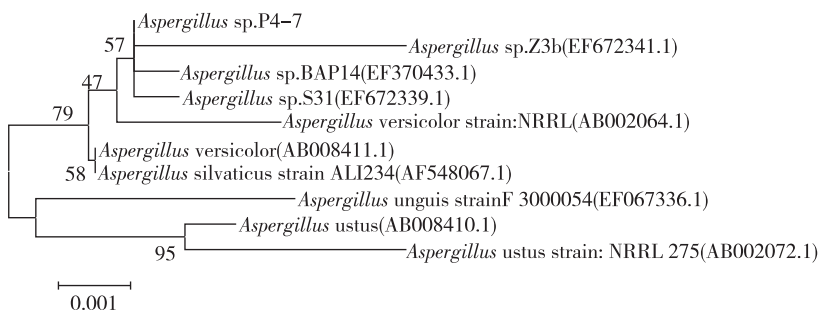 Aspergillus sp.P4-7
57
Aspergillus sp.Z3b(EF672341.1)
Aspergillus sp.BAP14(EF370433.1)
47
Aspergillus sp.S31(EF672339.1)
79
Aspergillus versicolor strain:NRRL(AB002064.1)
Aspergillus versicolor(AB008411.1)
58
Aspergillus silvaticus strain ALI234(AF548067.1)
Aspergillus unguis strainF 3000054(EF067336.1)
Aspergillus ustus(AB008410.1)
95
Aspergillus ustus strain: NRRL 275(AB002072.1)
0.001